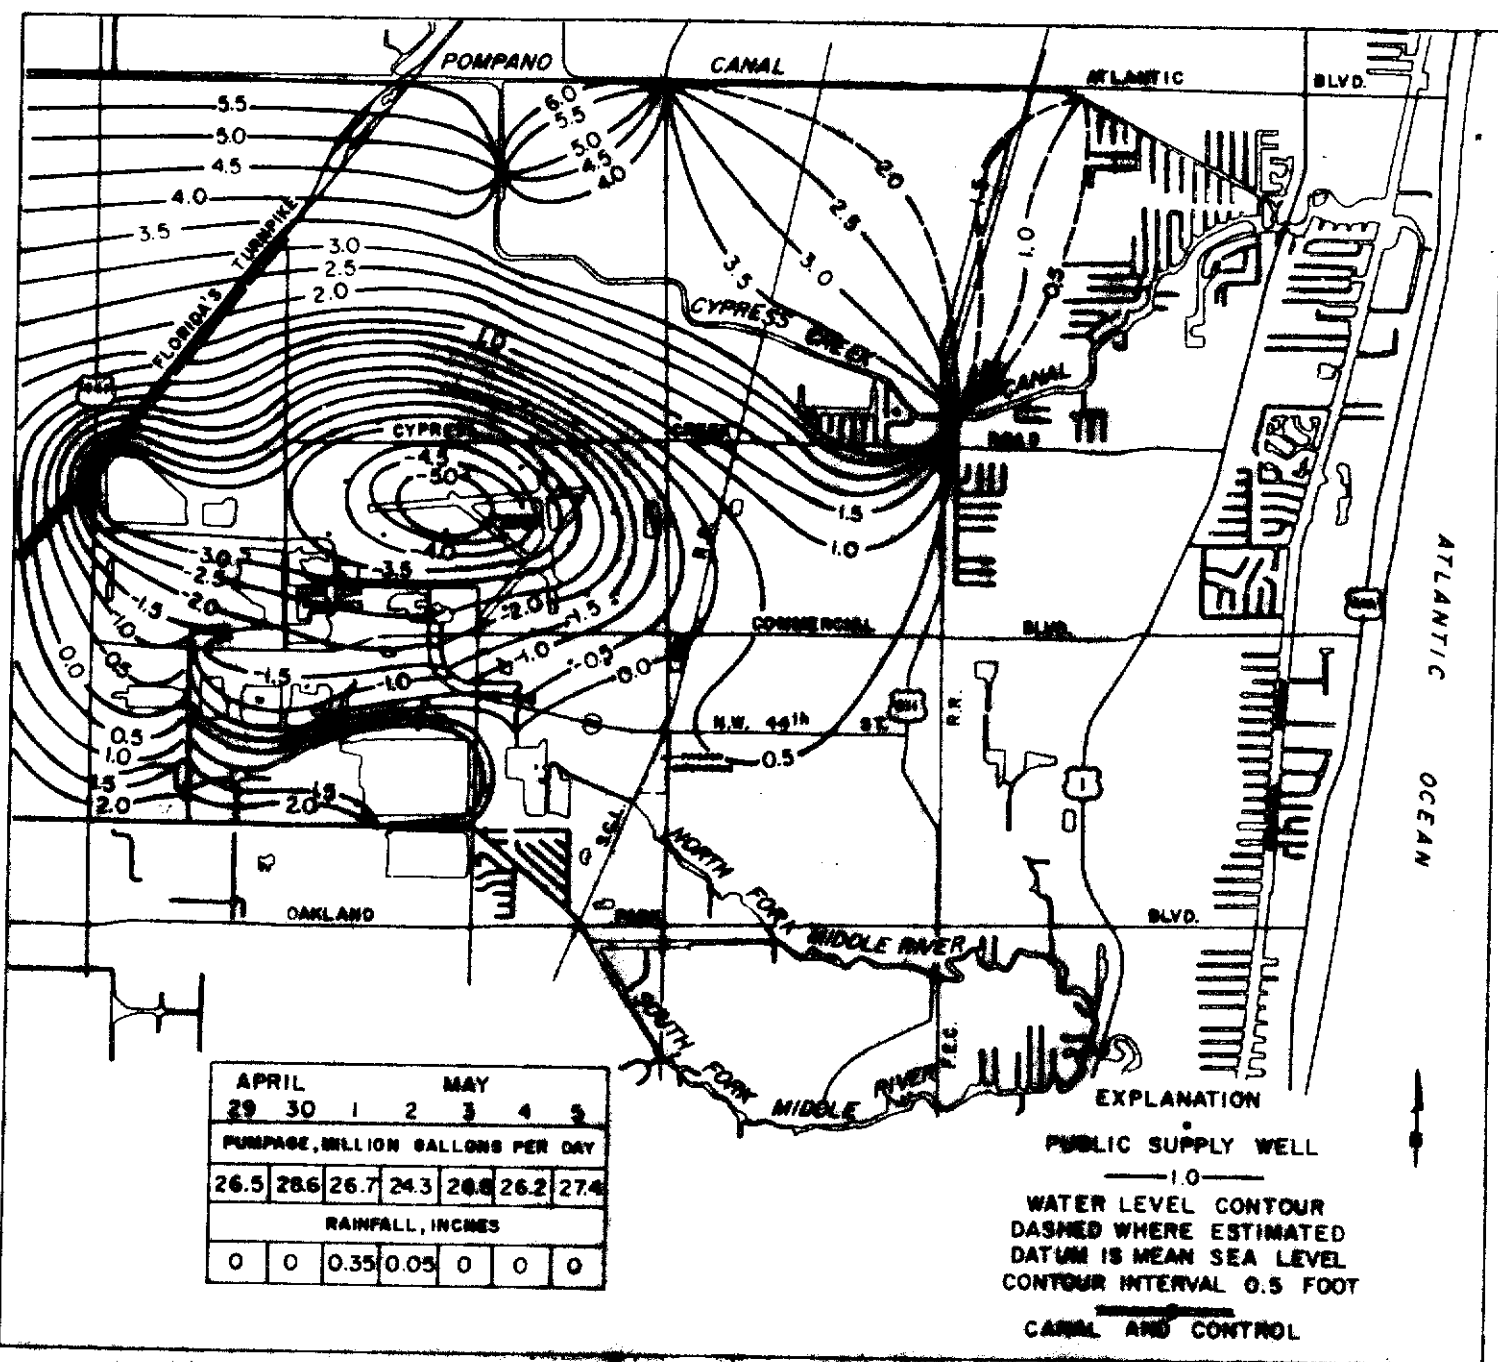 POMPANO CANAL
ATLANTIC BLVD.
5.5
6.0
5.5
5.0
5.0
4.5
4.5
4.0
4.0
2.0
1.5
3.5
2.5
1.0
3.0
3.5
3.0
0.5
2.5
2.0
FLORIDA'S TURNPIKE
CYPRESS CREEK CANAL
1.0
CYPRESS CREEK ROAD
-4.5
-5.0
1.5
1.0
-4.0
-3.5
-3.0
-2.5
-2.0
-2.0
-1.5
-1.5
-1.0
COMMERCIAL BLVD.
R.R.
0.0
0.5
-1.0
-0.5
0.0
-1.5
-1.0
N.W. 44th ST.
R.R.
0.5
1.0
0.5
1.5
2.0
1.5
2.0
1
S.C.L.
ATLANTIC OCEAN
NORTH FORK MIDDLE RIVER
OAKLAND PARK BLVD.
SOUTH FORK MIDDLE RIVER
F.E.C.
APRIL MAY
29 30 1 2 3 4 5
PUMPAGE, MILLION GALLONS PER DAY
26.5 28.6 26.7 24.3 26.2 27.4
RAINFALL, INCHES
0 0 0.35 0.05 0 0 0
EXPLANATION
PUBLIC SUPPLY WELL
1.0
WATER LEVEL CONTOUR
DASHED WHERE ESTIMATED
DATUM IS MEAN SEA LEVEL
CONTOUR INTERVAL 0.5 FOOT
CANAL AND CONTROL